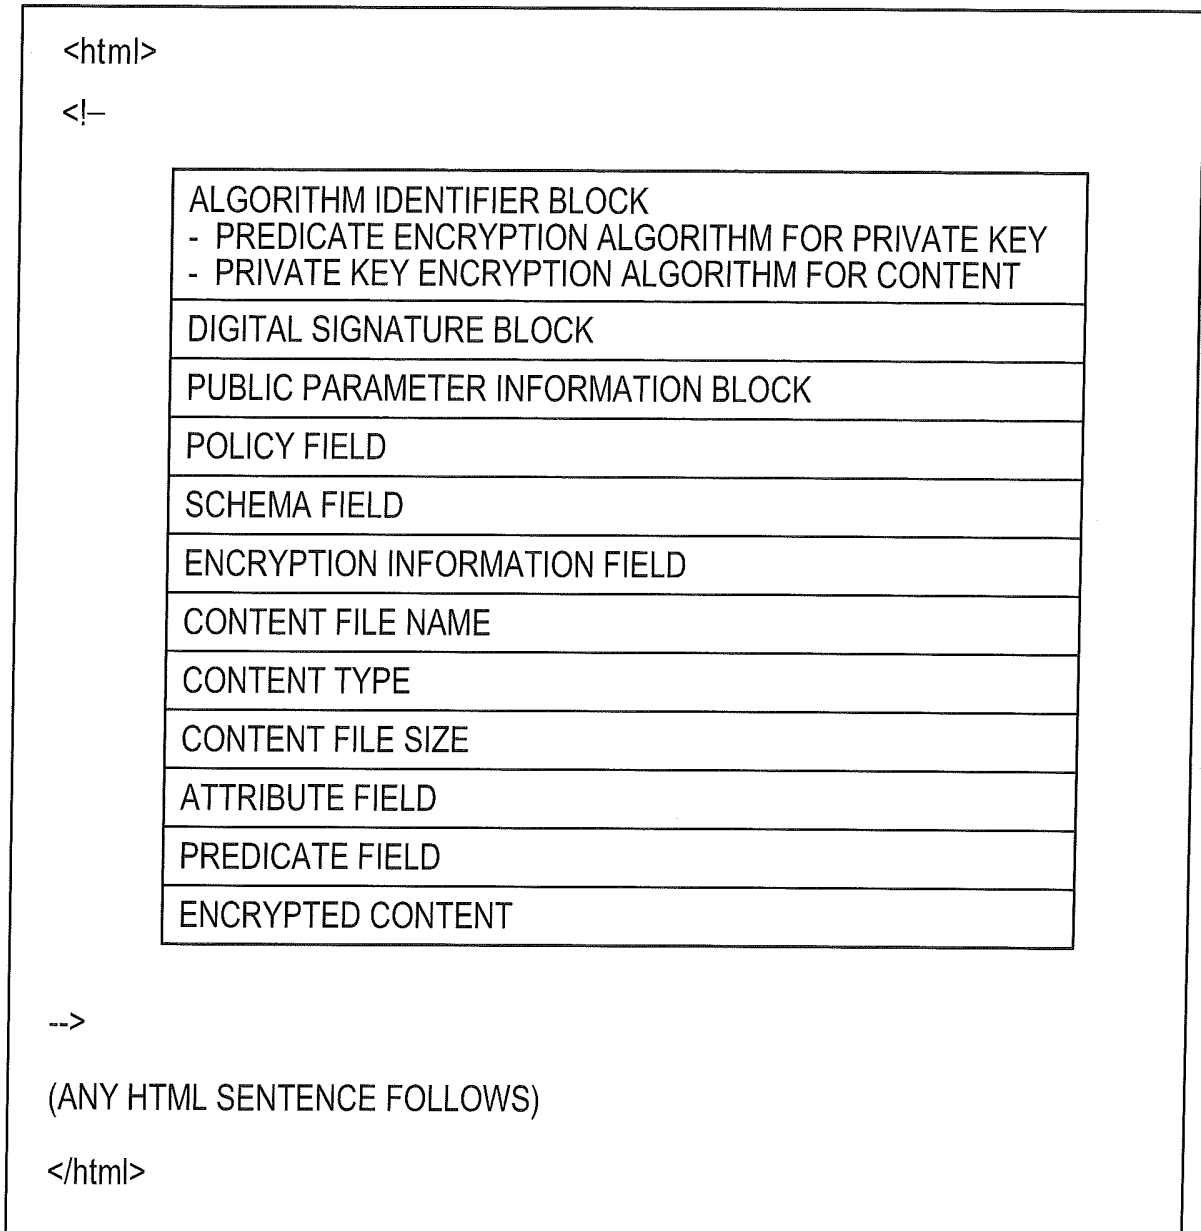 <html>
<!–
ALGORITHM IDENTIFIER BLOCK
- PREDICATE ENCRYPTION ALGORITHM FOR PRIVATE KEY
- PRIVATE KEY ENCRYPTION ALGORITHM FOR CONTENT
DIGITAL SIGNATURE BLOCK
PUBLIC PARAMETER INFORMATION BLOCK
POLICY FIELD
SCHEMA FIELD
ENCRYPTION INFORMATION FIELD
CONTENT FILE NAME
CONTENT TYPE
CONTENT FILE SIZE
ATTRIBUTE FIELD
PREDICATE FIELD
ENCRYPTED CONTENT
-->
(ANY HTML SENTENCE FOLLOWS)
</html>